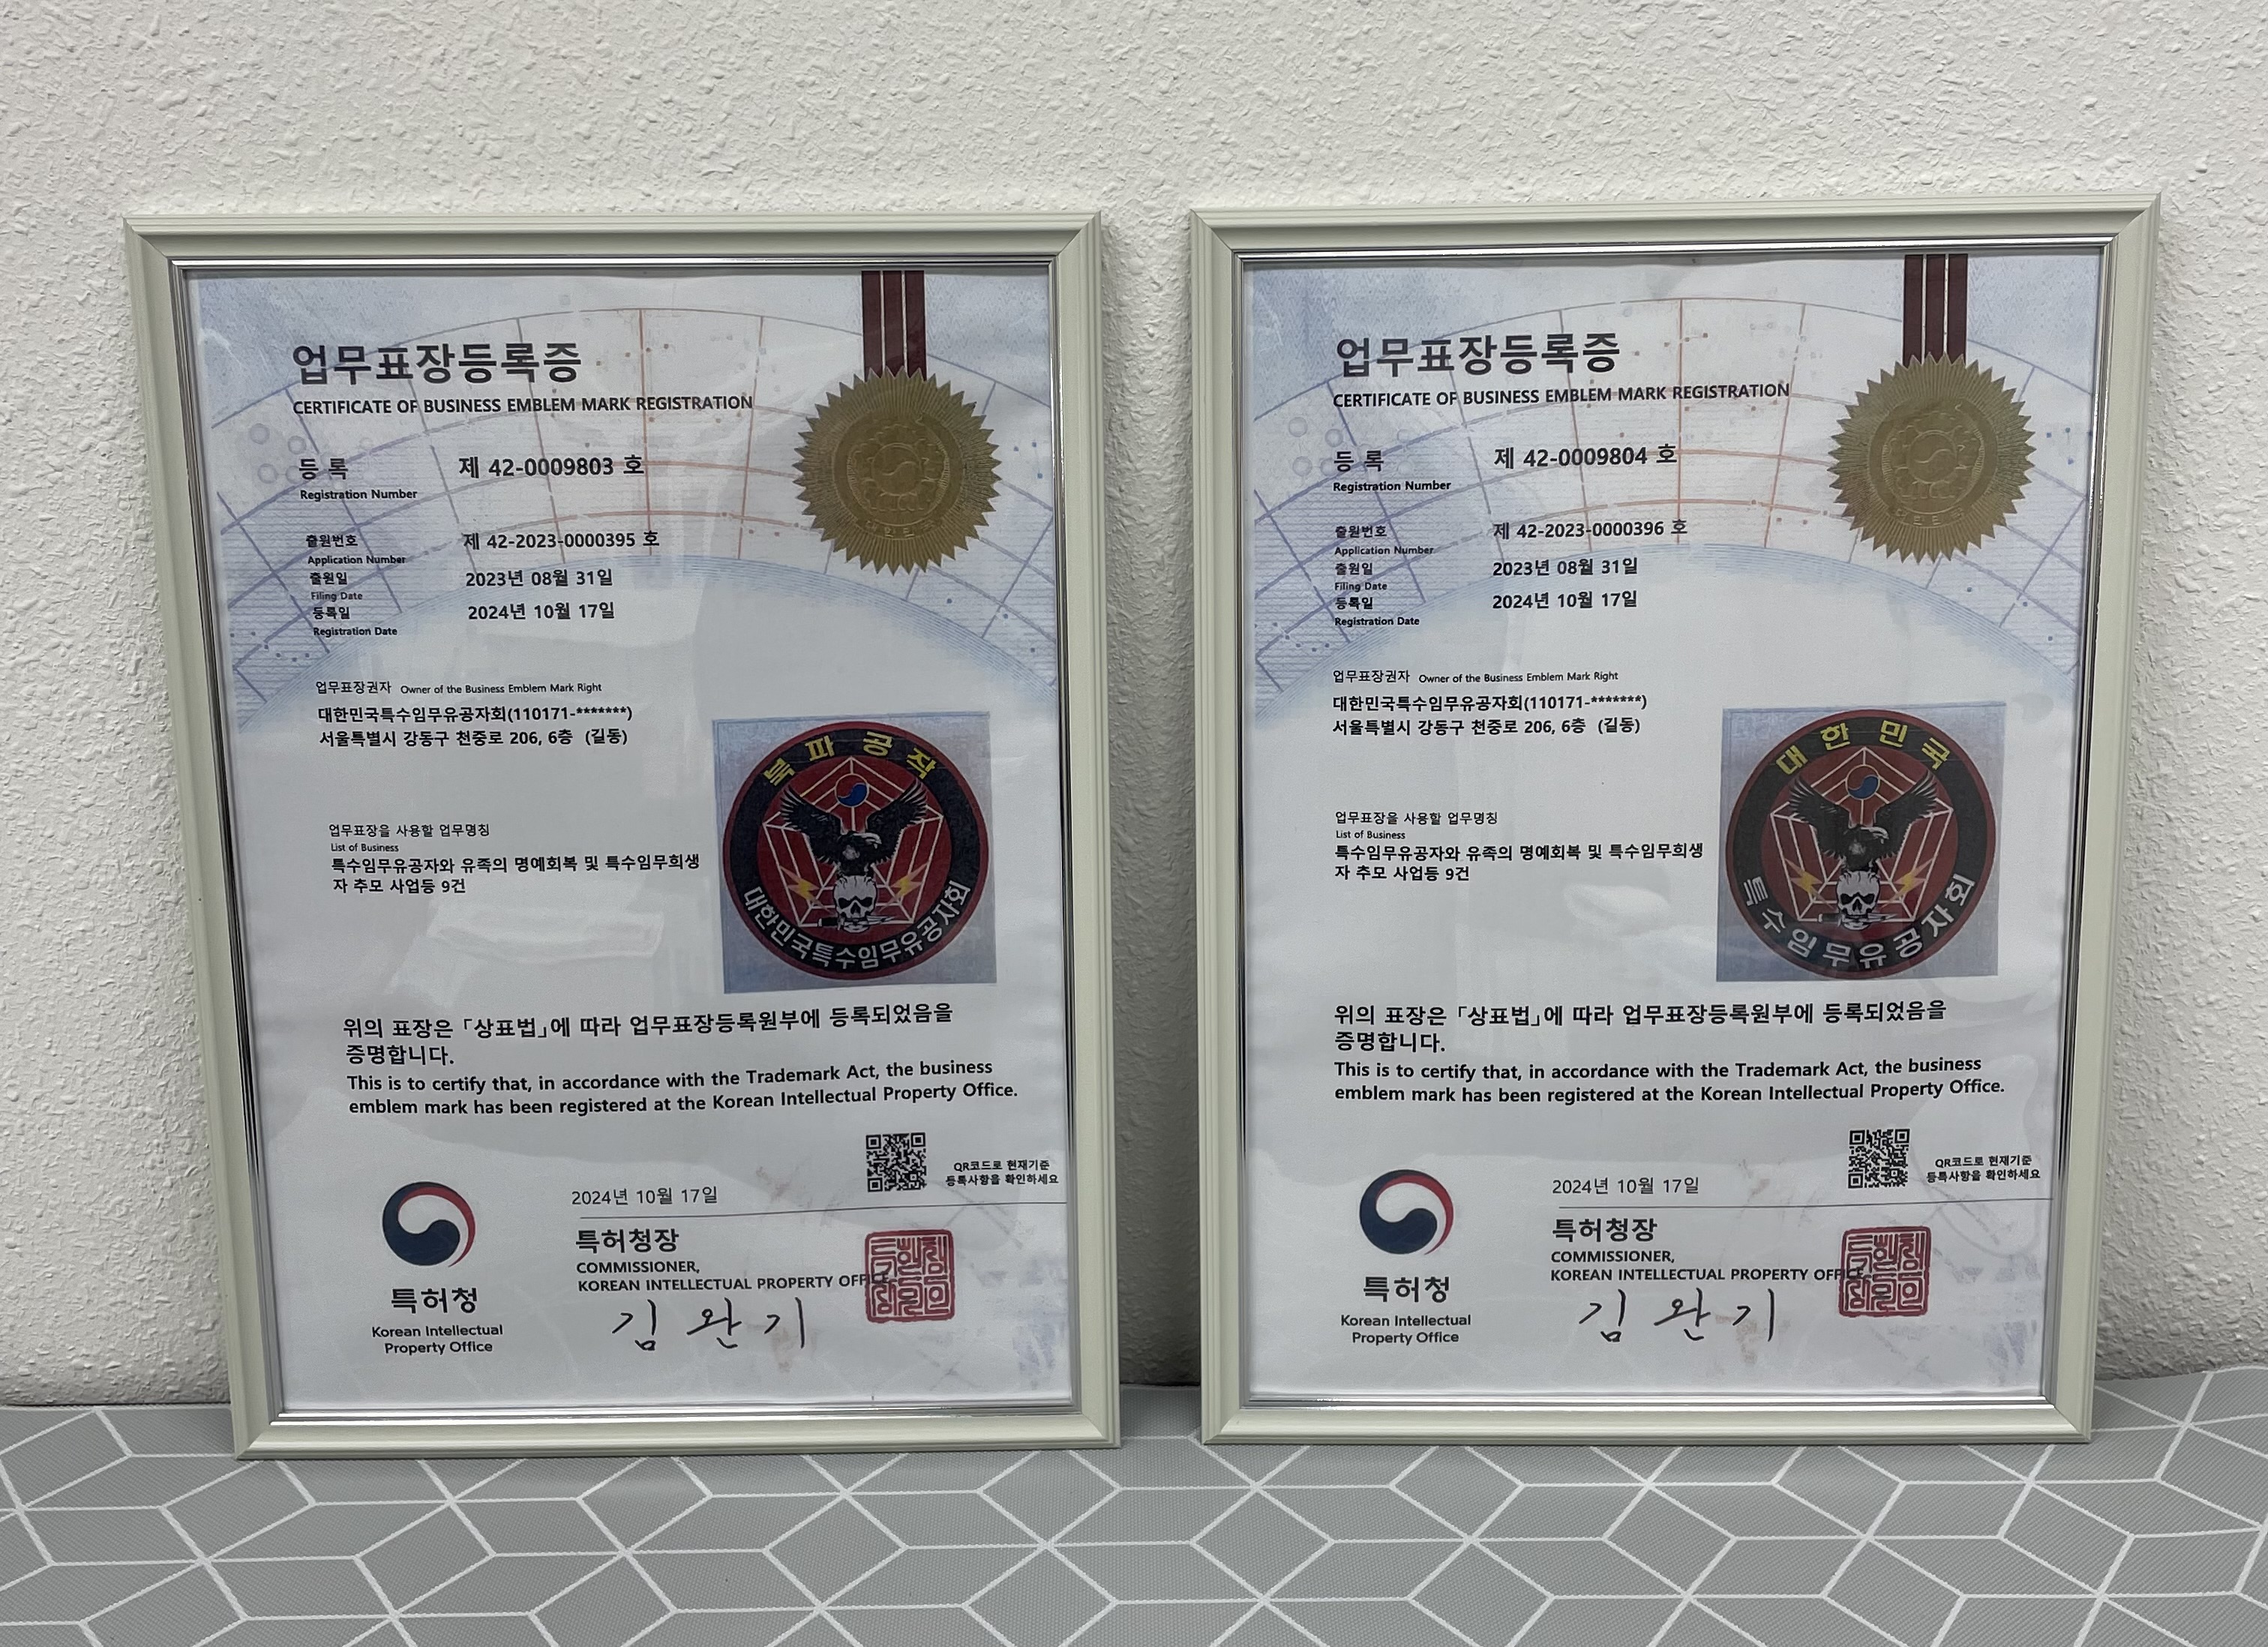 업무표장등록증
CERTIFICATE OF BUSINESS EMBLEM MARK REGISTRATION
등 록 제 42-0009803 호
Registration Number
출원번호 제 42-2023-0000395 호
Application Number
출원일 2023년 08월 31일
Filing Date
등록일 2024년 10월 17일
Registration Date
업무표장권자 Owner of the Business Emblem Mark Right
대한민국특수임무유공자회(110171-*******)
서울특별시 강동구 천중로 206, 6층 (길동)
북파공작
대한민국특수임무유공자회
업무표장을 사용할 업무명칭
List of Business
특수임무유공자와 유족의 명예회복 및 특수임무희생
자 추모 사업등 9건
위의 표장은 「상표법」에 따라 업무표장등록원부에 등록되었음을
증명합니다.
This is to certify that, in accordance with the Trademark Act, the business
emblem mark has been registered at the Korean Intellectual Property Office.
QR코드로 현재기준
등록사항을 확인하세요
2024년 10월 17일
특허청장
COMMISSIONER,
KOREAN INTELLECTUAL PROPERTY OFFICE
김완기
특허청
Korean Intellectual
Property Office
업무표장등록증
CERTIFICATE OF BUSINESS EMBLEM MARK REGISTRATION
등 록 제 42-0009804 호
Registration Number
출원번호 제 42-2023-0000396 호
Application Number
출원일 2023년 08월 31일
Filing Date
등록일 2024년 10월 17일
Registration Date
업무표장권자 Owner of the Business Emblem Mark Right
대한민국특수임무유공자회(110171-*******)
서울특별시 강동구 천중로 206, 6층 (길동)
대한민국
특수임무유공자회
업무표장을 사용할 업무명칭
List of Business
특수임무유공자와 유족의 명예회복 및 특수임무희생
자 추모 사업등 9건
위의 표장은 「상표법」에 따라 업무표장등록원부에 등록되었음을
증명합니다.
This is to certify that, in accordance with the Trademark Act, the business
emblem mark has been registered at the Korean Intellectual Property Office.
QR코드로 현재기준
등록사항을 확인하세요
2024년 10월 17일
특허청장
COMMISSIONER,
KOREAN INTELLECTUAL PROPERTY OFFICE
김완기
특허청
Korean Intellectual
Property Office